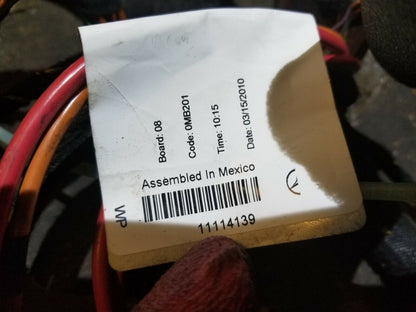 Board: 08
Code: 0MB201
Time: 10:15
Date: 03/15/2010
Assembled In Mexico
WP
11114139